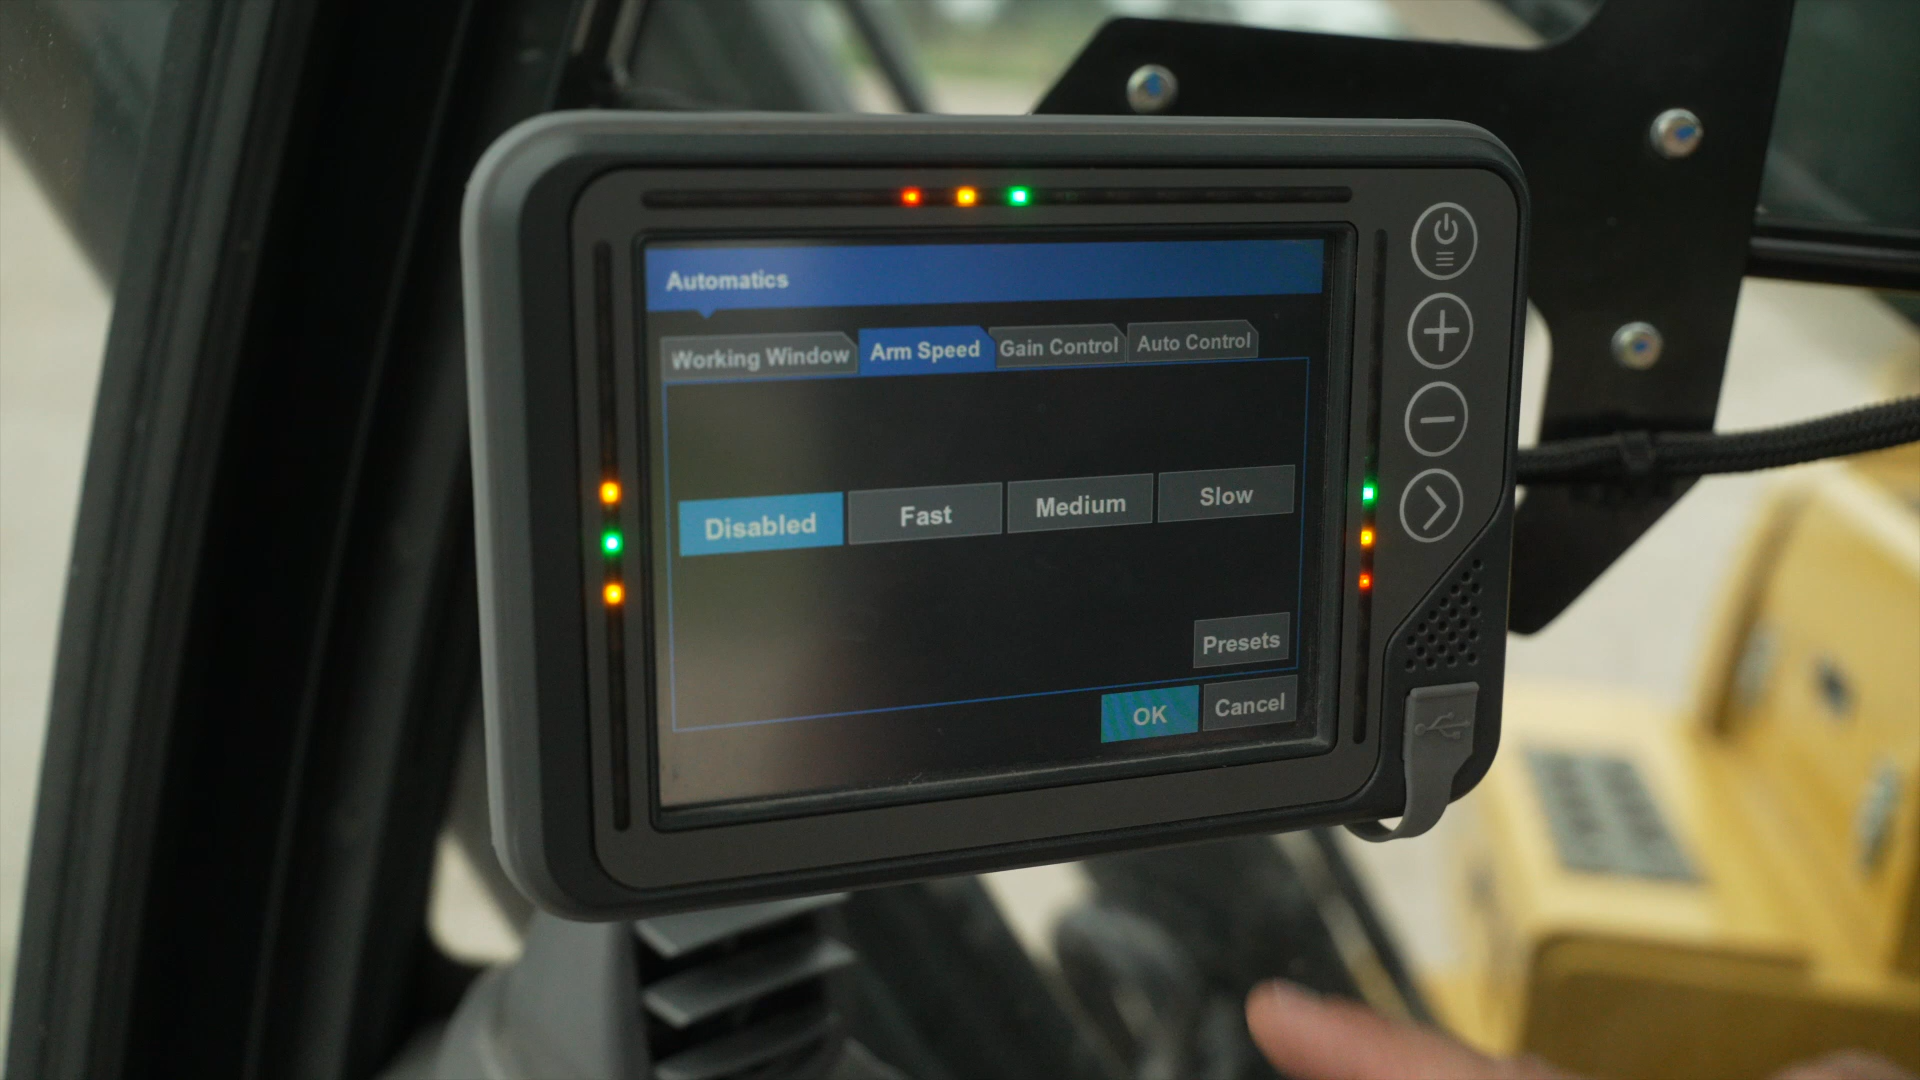 Automatics
Working Window Arm Speed Gain Control Auto Control
Disabled Fast Medium Slow
Presets
OK Cancel